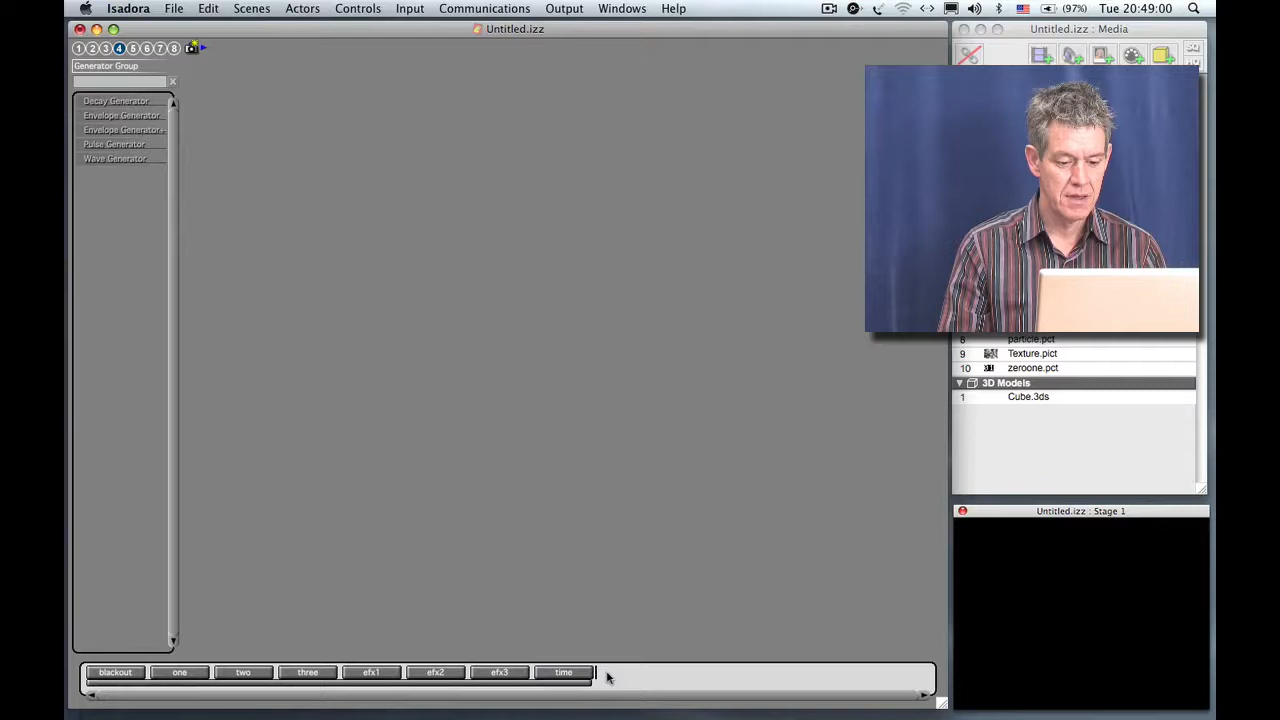 Isadora File Edit Scenes Actors Controls Input Communications Output Windows Help (97%) Tue 20:49:00
Untitled.izz
Untitled.izz : Media
1 2 3 4 5 6 7 8
Generator Group
Decay Generator
Envelope Generator
Envelope Generator+
Pulse Generator
Wave Generator
8 particle.pct
9 Texture.pict
10 zeroone.pct
3D Models
1 Cube.3ds
Untitled.izz : Stage 1
blackout one two three efx1 efx2 efx3 time